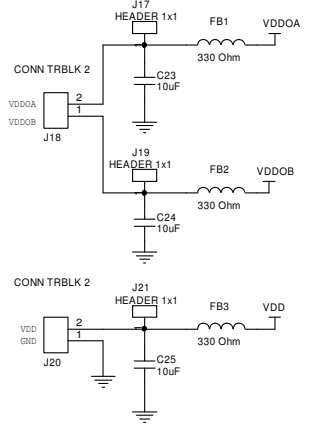 J17
HEADER 1x1
FB1
VDDOA
330 Ohm
C23
10uF
CONN TRBLK 2
VDDOA
2
VDDOB
1
J18
J19
HEADER 1x1
FB2
VDDOB
330 Ohm
C24
10uF
CONN TRBLK 2
J21
HEADER 1x1
FB3
VDD
330 Ohm
VDD
2
GND
1
J20
C25
10uF